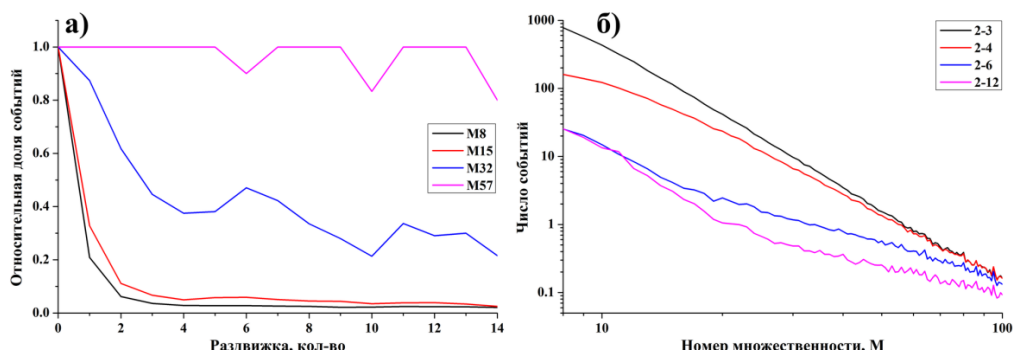 а)
Относительная доля событий
1.0
0.8
0.6
0.4
0.2
0.0
0 2 4 6 8 10 12 14
Раздвижка, кол-во
M8
M15
M32
M57
б)
Число событий
1000
100
10
1
0.1
10 100
Номер множественности, М
2-3
2-4
2-6
2-12